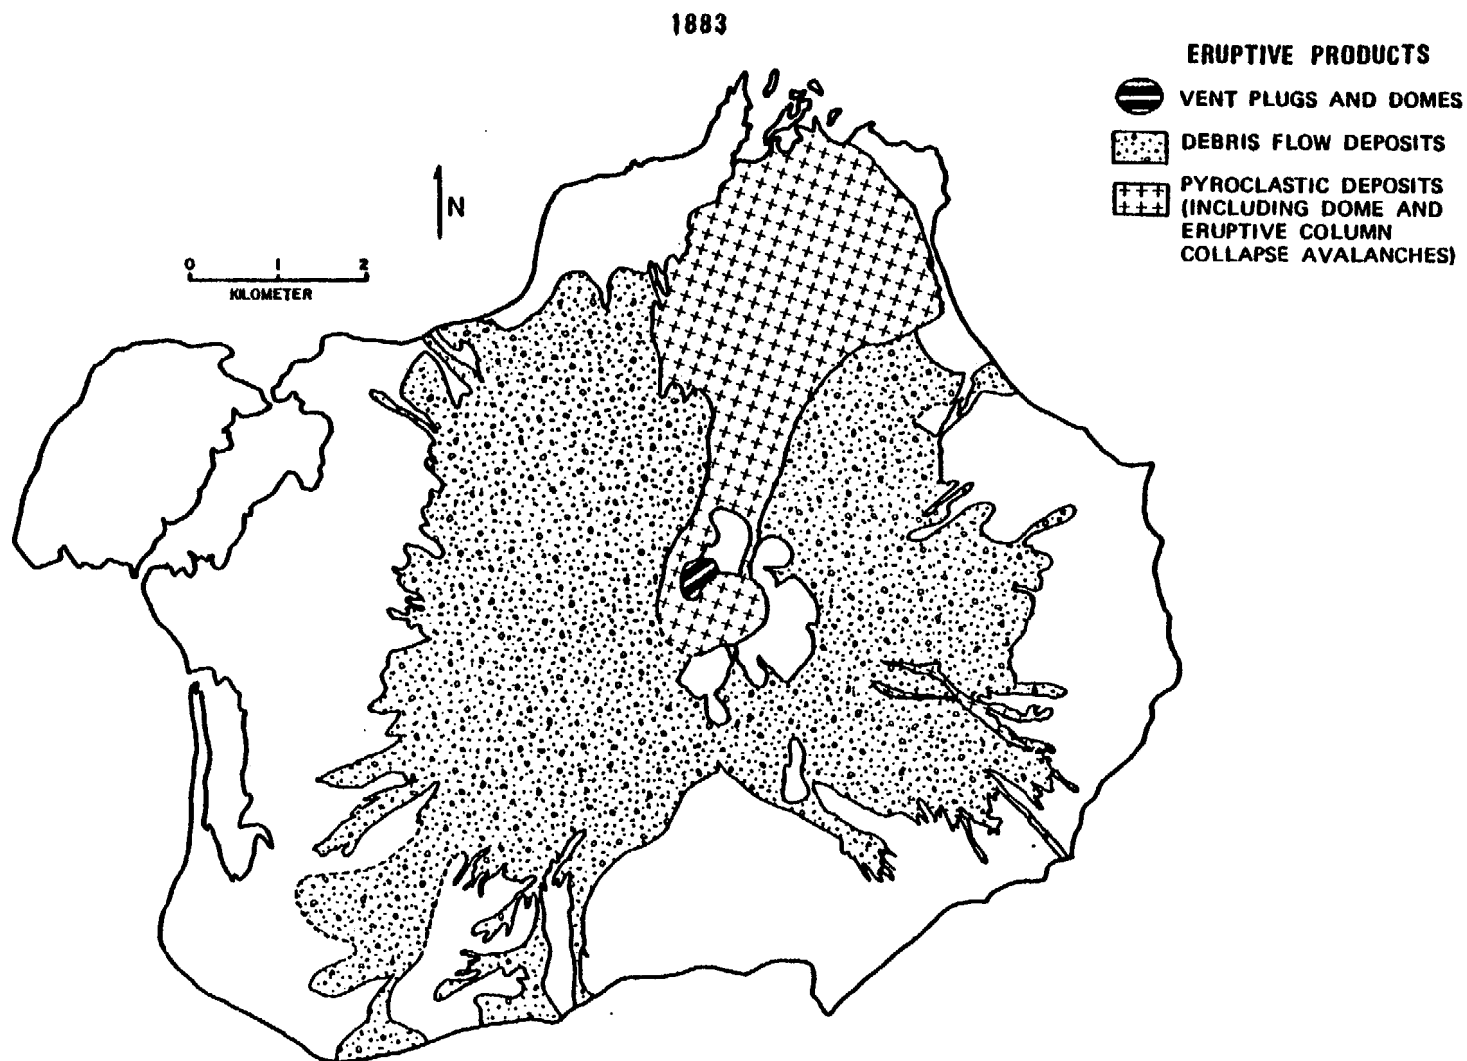 1883
ERUPTIVE PRODUCTS
VENT PLUGS AND DOMES
DEBRIS FLOW DEPOSITS
PYROCLASTIC DEPOSITS
(INCLUDING DOME AND
ERUPTIVE COLUMN
COLLAPSE AVALANCHES)
N
0 1 2
KILOMETER